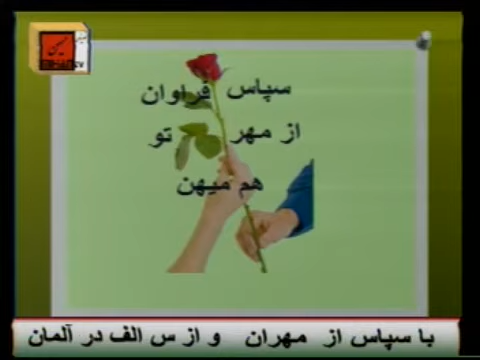 سپاس فراوان
از مهر تو
هم میهن
با سپاس از مهران و از س الف در آلمان